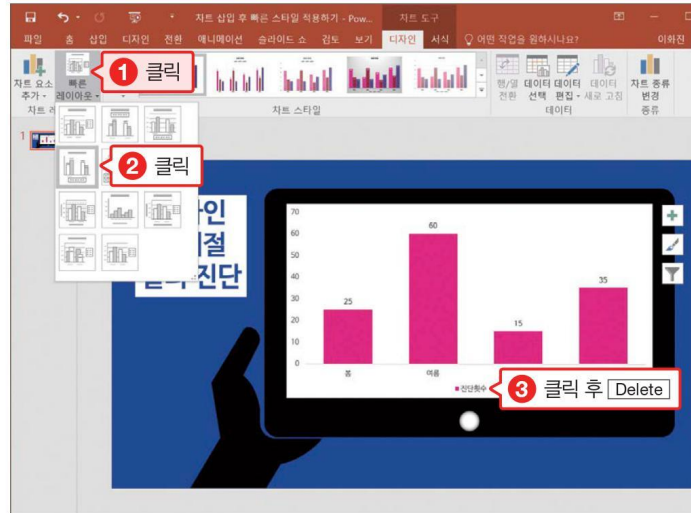 차트 삽입 후 빠른 스타일 적용하기 - Pow... 차트 도구
파일 홈 삽입 디자인 전환 애니메이션 슬라이드 쇼 검토 보기 디자인 서식 어떤 작업을 원하시나요? 이화진
차트 요소 추가 빠른 레이아웃
1 클릭
행/열 전환 데이터 선택 데이터 편집 데이터 새로 고침 차트 종류 변경
차트 스타일 데이터 종류
1
2 클릭
인
절
진단
70
60
50
40
30
20
10
0
25
60
15
35
봄 여름
진단횟수
3 클릭 후 Delete